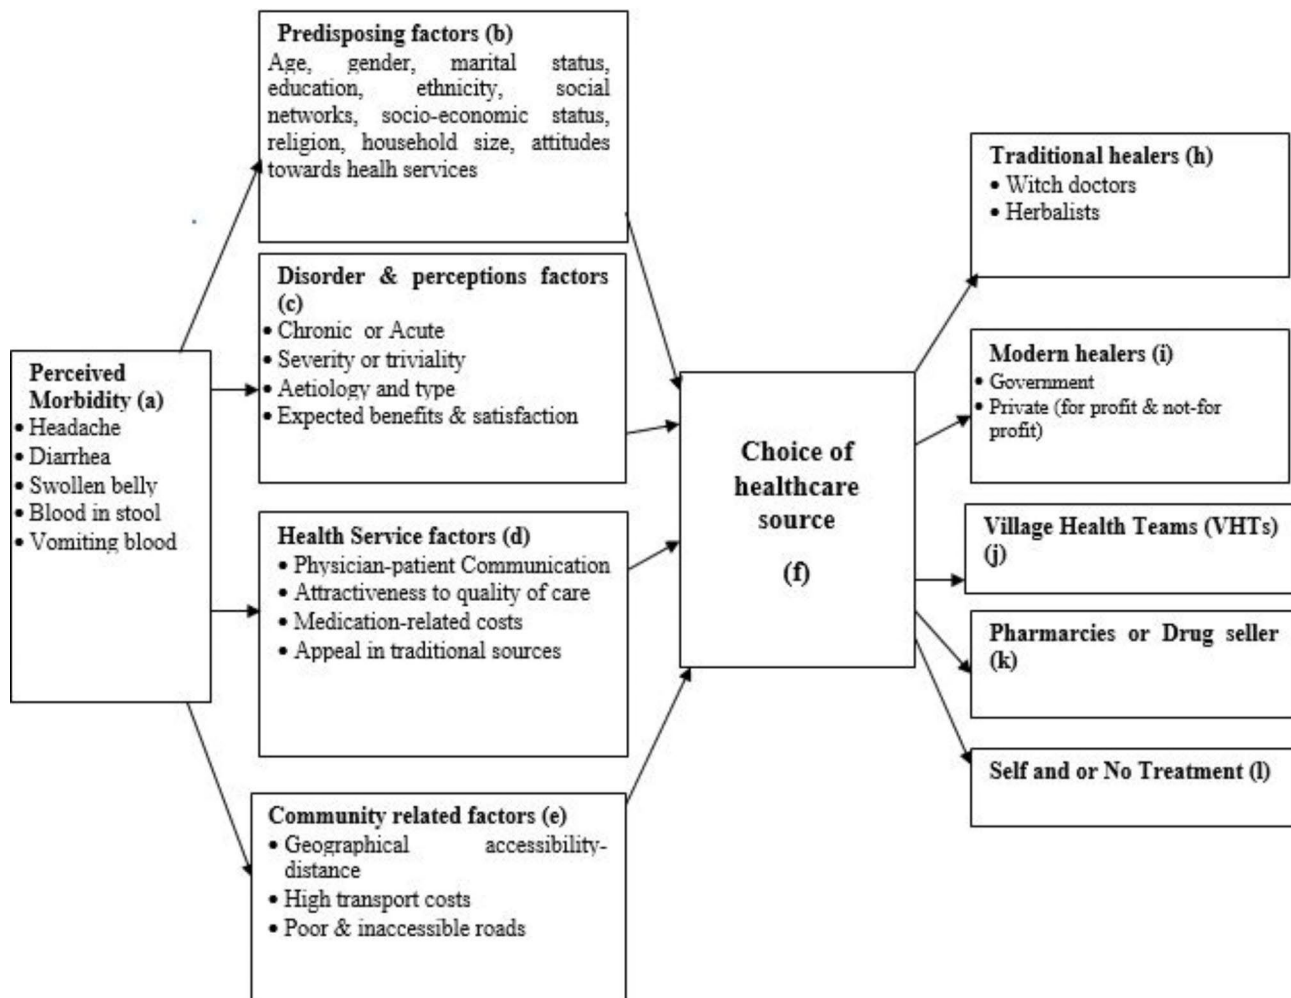 Predisposing factors (b)
Age, gender, marital status,
education, ethnicity, social
networks, socio-economic status,
religion, household size, attitudes
towards healh services
Disorder & perceptions factors
(c)
• Chronic or Acute
• Severity or triviality
• Aetiology and type
• Expected benefits & satisfaction
Perceived
Morbidity (a)
• Headache
• Diarrhea
• Swollen belly
• Blood in stool
• Vomiting blood
Health Service factors (d)
• Physician-patient Communication
• Attractiveness to quality of care
• Medication-related costs
• Appeal in traditional sources
Community related factors (e)
• Geographical accessibility-
distance
• High transport costs
• Poor & inaccessible roads
Choice of
healthcare
source
(f)
Traditional healers (h)
• Witch doctors
• Herbalists
Modern healers (i)
• Government
• Private (for profit & not-for
profit)
Village Health Teams (VHTs)
(j)
Pharmarcies or Drug seller
(k)
Self and or No Treatment (l)